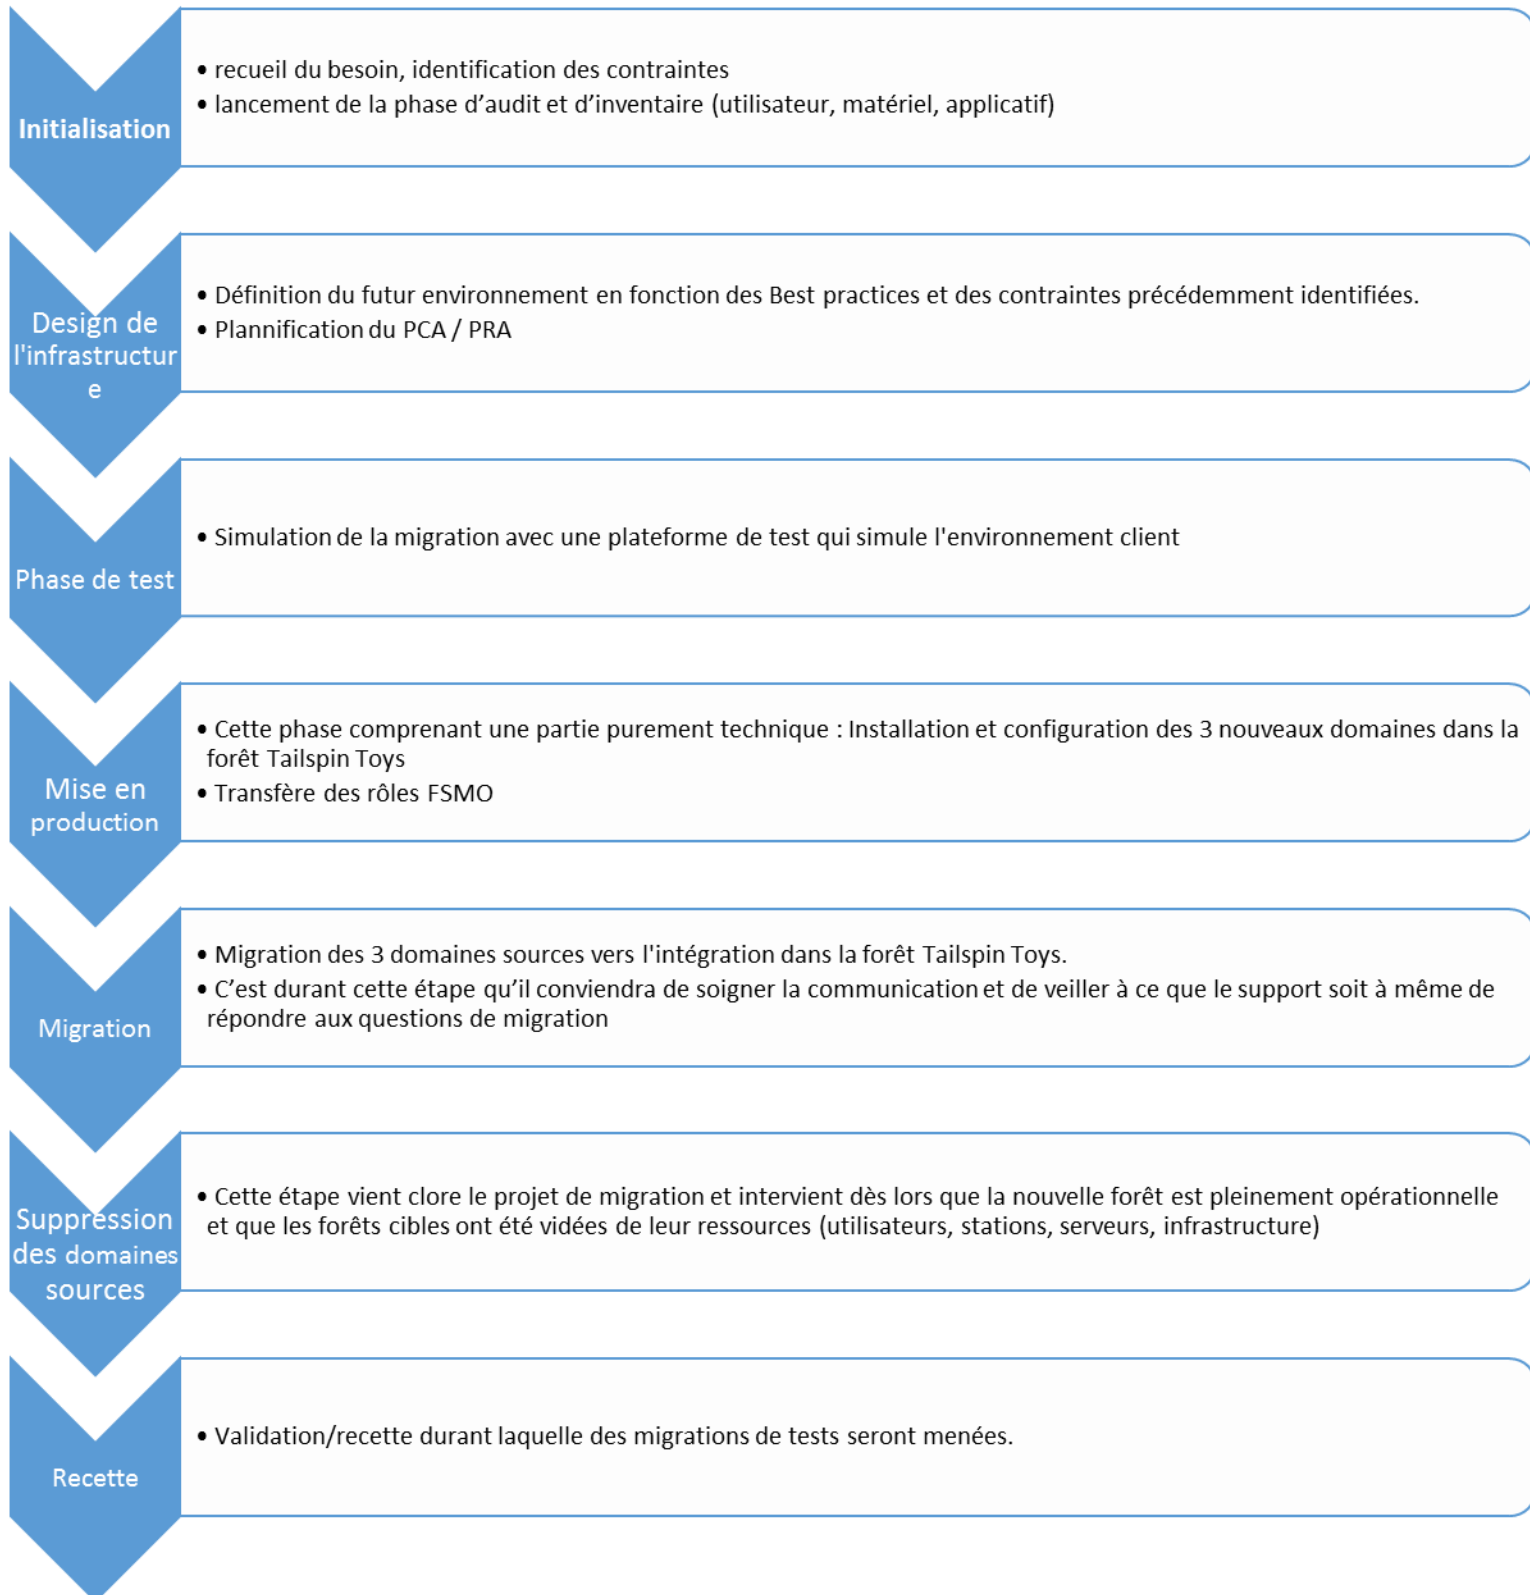 Initialisation
• recueil du besoin, identification des contraintes
• lancement de la phase d’audit et d’inventaire (utilisateur, matériel, applicatif)
Design de
l'infrastructur
e
• Définition du futur environnement en fonction des Best practices et des contraintes précédemment identifiées.
• Plannification du PCA / PRA
Phase de test
• Simulation de la migration avec une plateforme de test qui simule l'environnement client
Mise en
production
• Cette phase comprenant une partie purement technique : Installation et configuration des 3 nouveaux domaines dans la
forêt Tailspin Toys
• Transfère des rôles FSMO
Migration
• Migration des 3 domaines sources vers l'intégration dans la forêt Tailspin Toys.
• C’est durant cette étape qu’il conviendra de soigner la communication et de veiller à ce que le support soit à même de
répondre aux questions de migration
Suppression
des domaines
sources
• Cette étape vient clore le projet de migration et intervient dès lors que la nouvelle forêt est pleinement opérationnelle
et que les forêts cibles ont été vidées de leur ressources (utilisateurs, stations, serveurs, infrastructure)
Recette
• Validation/recette durant laquelle des migrations de tests seront menées.